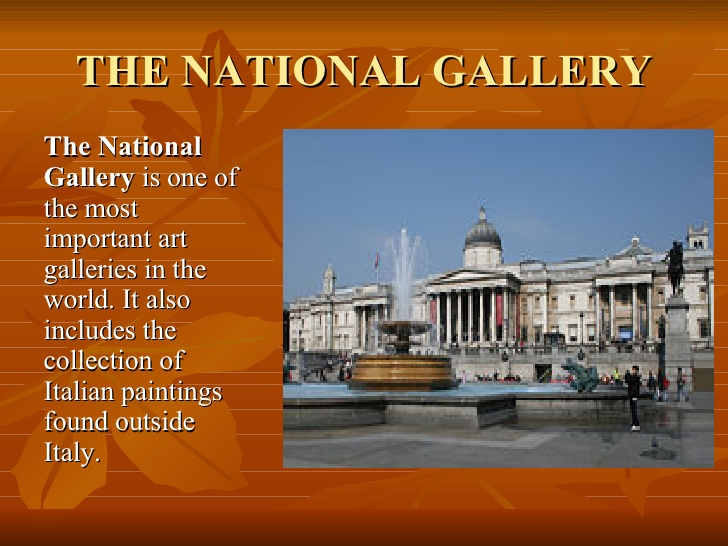 THE NATIONAL GALLERY
The National
Gallery is one of
the most
important art
galleries in the
world. It also
includes the
collection of
Italian paintings
found outside
Italy.